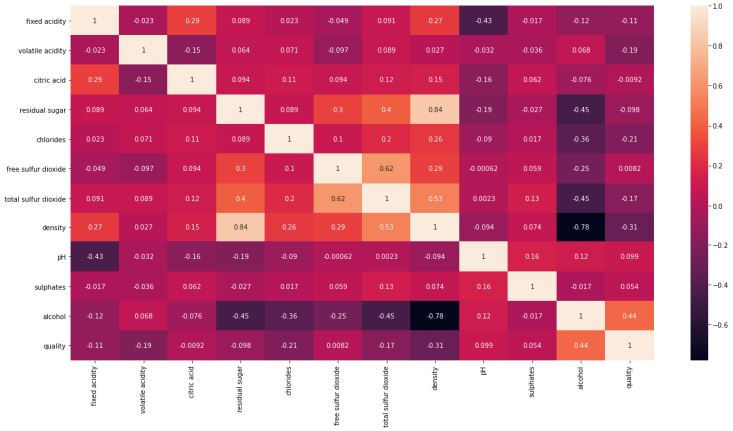 fixed acidity 1 -0.023 0.29 0.089 0.023 -0.049 0.091 0.27 -0.43 -0.017 -0.12 -0.11
volatile acidity -0.023 1 -0.15 0.064 0.071 -0.097 0.089 0.027 -0.032 -0.036 0.068 -0.19
citric acid 0.29 -0.15 1 0.094 0.11 0.094 0.12 0.15 -0.16 0.062 -0.076 -0.0092
residual sugar 0.089 0.064 0.094 1 0.089 0.3 0.4 0.84 -0.19 -0.027 -0.45 -0.098
chlorides 0.023 0.071 0.11 0.089 1 0.1 0.2 0.26 -0.09 0.017 -0.36 -0.21
free sulfur dioxide -0.049 -0.097 0.094 0.3 0.1 1 0.62 0.29 -0.00062 0.059 -0.25 0.0082
total sulfur dioxide 0.091 0.089 0.12 0.4 0.2 0.62 1 0.53 0.0023 0.13 -0.45 -0.17
density 0.27 0.027 0.15 0.84 0.26 0.29 0.53 1 -0.094 0.074 -0.78 -0.31
pH -0.43 -0.032 -0.16 -0.19 -0.09 -0.00062 0.0023 -0.094 1 0.16 0.12 0.099
sulphates -0.017 -0.036 0.062 -0.027 0.017 0.059 0.13 0.074 0.16 1 -0.017 0.054
alcohol -0.12 0.068 -0.076 -0.45 -0.36 -0.25 -0.45 -0.78 0.12 -0.017 1 0.44
quality -0.11 -0.19 -0.0092 -0.098 -0.21 0.0082 -0.17 -0.31 0.099 0.054 0.44 1
fixed acidity
volatile acidity
citric acid
residual sugar
chlorides
free sulfur dioxide
total sulfur dioxide
density
pH
sulphates
alcohol
quality
1.0
0.8
0.6
0.4
0.2
0.0
-0.2
-0.4
-0.6